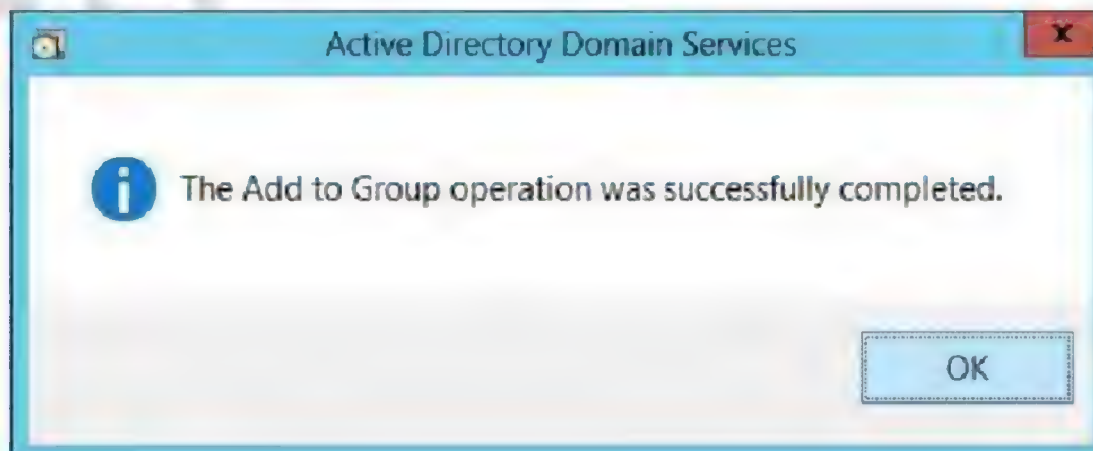 Active Directory Domain Services
x
The Add to Group operation was successfully completed.
OK